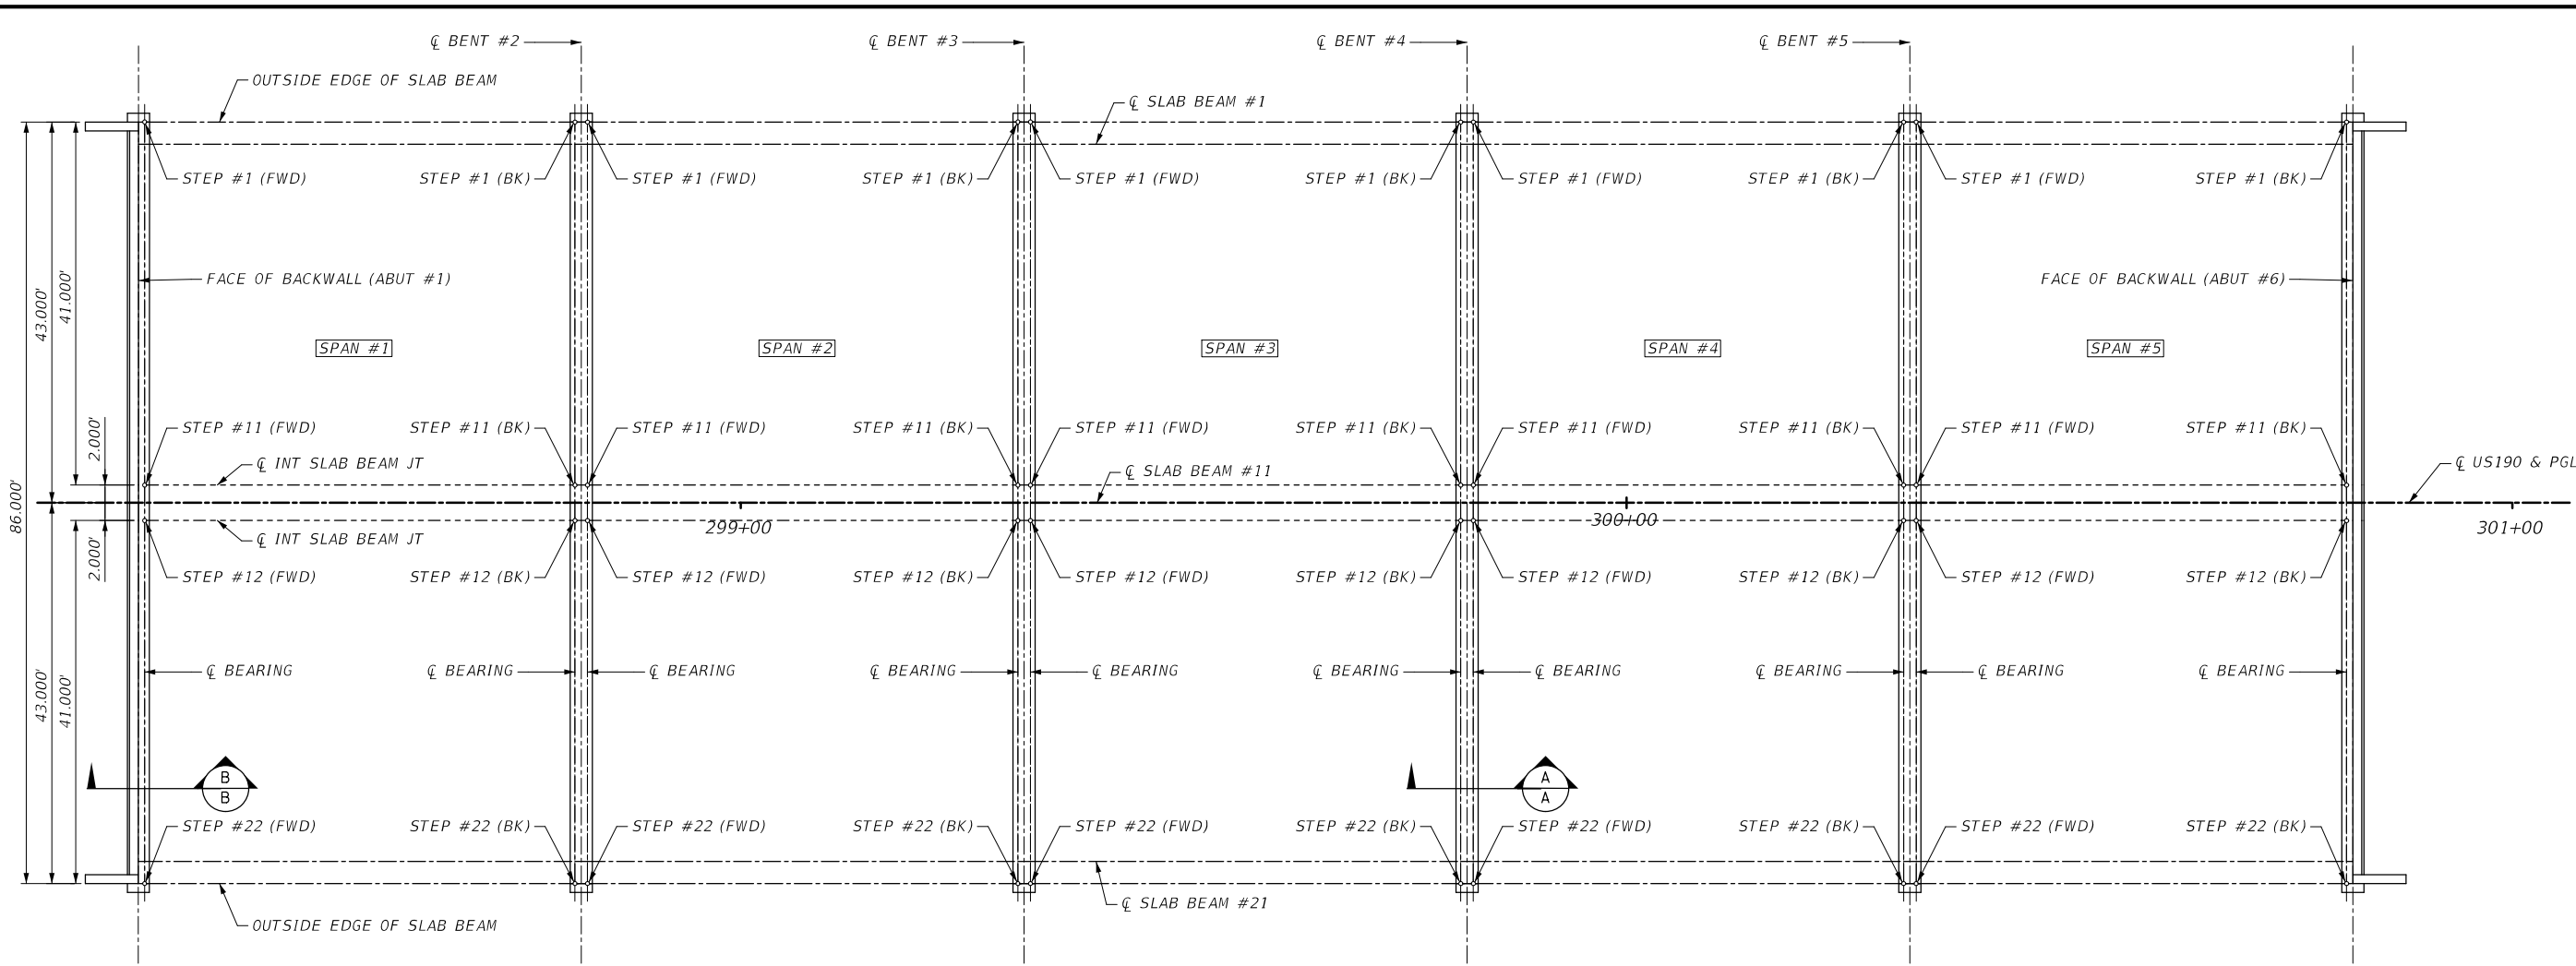 ℄ BENT #2
℄ BENT #3
℄ BENT #4
℄ BENT #5
OUTSIDE EDGE OF SLAB BEAM
℄ SLAB BEAM #1
STEP #1 (FWD)
STEP #1 (BK)
STEP #1 (FWD)
STEP #1 (BK)
STEP #1 (FWD)
STEP #1 (BK)
STEP #1 (FWD)
STEP #1 (BK)
STEP #1 (FWD)
STEP #1 (BK)
FACE OF BACKWALL (ABUT #1)
FACE OF BACKWALL (ABUT #6)
43.000'
41.000'
SPAN #1
SPAN #2
SPAN #3
SPAN #4
SPAN #5
2.000'
STEP #11 (FWD)
STEP #11 (BK)
STEP #11 (FWD)
STEP #11 (BK)
STEP #11 (FWD)
STEP #11 (BK)
STEP #11 (FWD)
STEP #11 (BK)
STEP #11 (FWD)
STEP #11 (BK)
℄ INT SLAB BEAM JT
℄ SLAB BEAM #11
℄ US190 & PGL
86.000'
299+00
300+00
301+00
℄ INT SLAB BEAM JT
2.000'
STEP #12 (FWD)
STEP #12 (BK)
STEP #12 (FWD)
STEP #12 (BK)
STEP #12 (FWD)
STEP #12 (BK)
STEP #12 (FWD)
STEP #12 (BK)
STEP #12 (FWD)
STEP #12 (BK)
℄ BEARING
℄ BEARING
℄ BEARING
℄ BEARING
℄ BEARING
℄ BEARING
℄ BEARING
℄ BEARING
℄ BEARING
℄ BEARING
43.000'
41.000'
B
B
A
A
STEP #22 (FWD)
STEP #22 (BK)
STEP #22 (FWD)
STEP #22 (BK)
STEP #22 (FWD)
STEP #22 (BK)
STEP #22 (FWD)
STEP #22 (BK)
STEP #22 (FWD)
STEP #22 (BK)
℄ SLAB BEAM #21
OUTSIDE EDGE OF SLAB BEAM